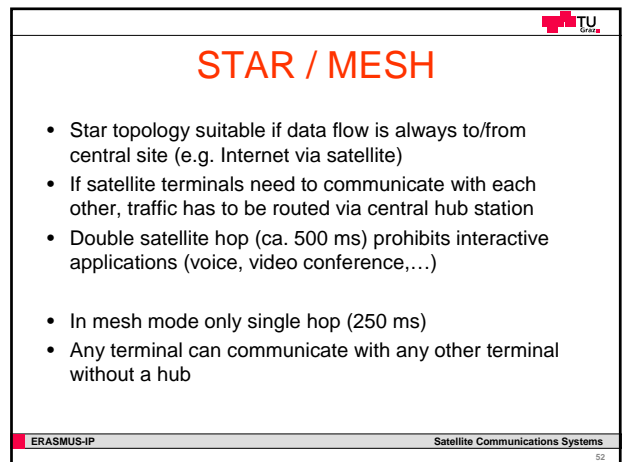 TU
Graz
STAR / MESH
• Star topology suitable if data flow is always to/from
central site (e.g. Internet via satellite)
• If satellite terminals need to communicate with each
other, traffic has to be routed via central hub station
• Double satellite hop (ca. 500 ms) prohibits interactive
applications (voice, video conference,…)
• In mesh mode only single hop (250 ms)
• Any terminal can communicate with any other terminal
without a hub
ERASMUS-IP Satellite Communications Systems
52